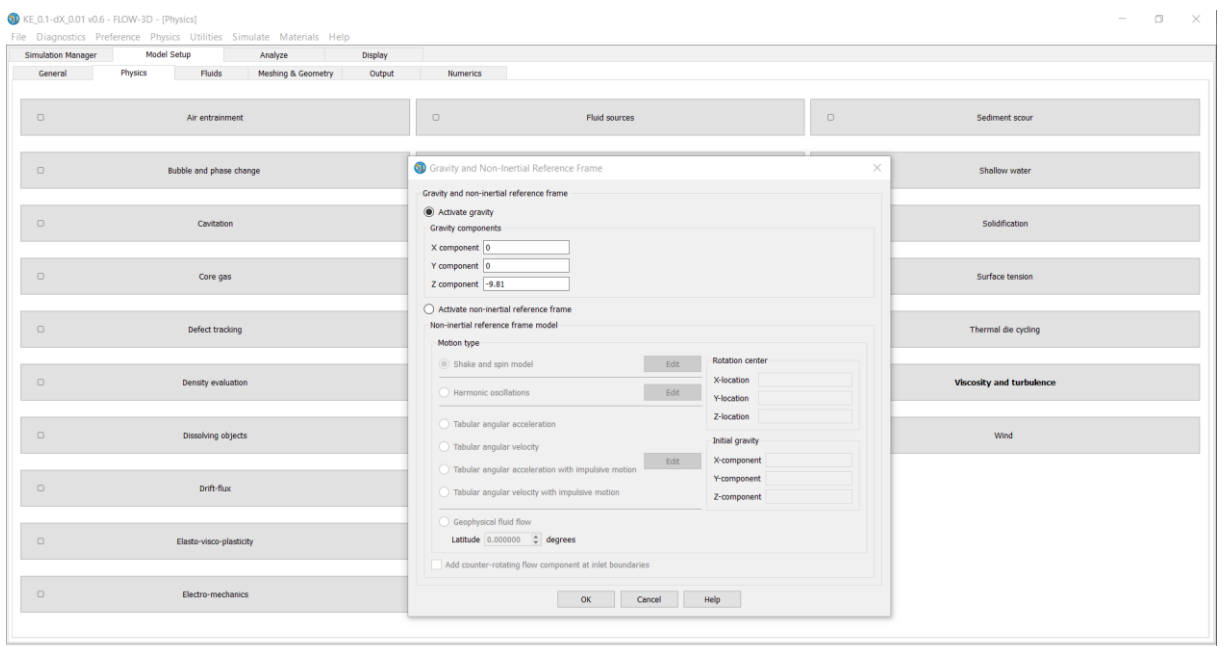 KE_0.1-dX_0.01 v0.6 - FLOW-3D - [Physics]
File Diagnostics Preference Physics Utilities Simulate Materials Help
Simulation Manager Model Setup Analyze Display
General Physics Fluids Meshing & Geometry Output Numerics
Air entrainment Fluid sources Sediment scour
Bubble and phase change Shallow water
Cavitation Solidification
Core gas Surface tension
Defect tracking Thermal die cycling
Density evaluation Viscosity and turbulence
Dissolving objects Wind
Drift-flux
Elasto-visco-plasticity
Electro-mechanics
Gravity and Non-Inertial Reference Frame
Gravity and non-inertial reference frame
Activate gravity
Gravity components
X component 0
Y component 0
Z component -9.81
Activate non-inertial reference frame
Non-inertial reference frame model
Motion type
Shake and spin model Edit
Harmonic oscillations Edit
Tabular angular acceleration
Tabular angular velocity
Edit
Tabular angular acceleration with impulsive motion
Tabular angular velocity with impulsive motion
Geophysical fluid flow
Latitude 0.000000 degrees
Rotation center
X-location
Y-location
Z-location
Initial gravity
X-component
Y-component
Z-component
Add counter-rotating flow component at inlet boundaries
OK Cancel Help